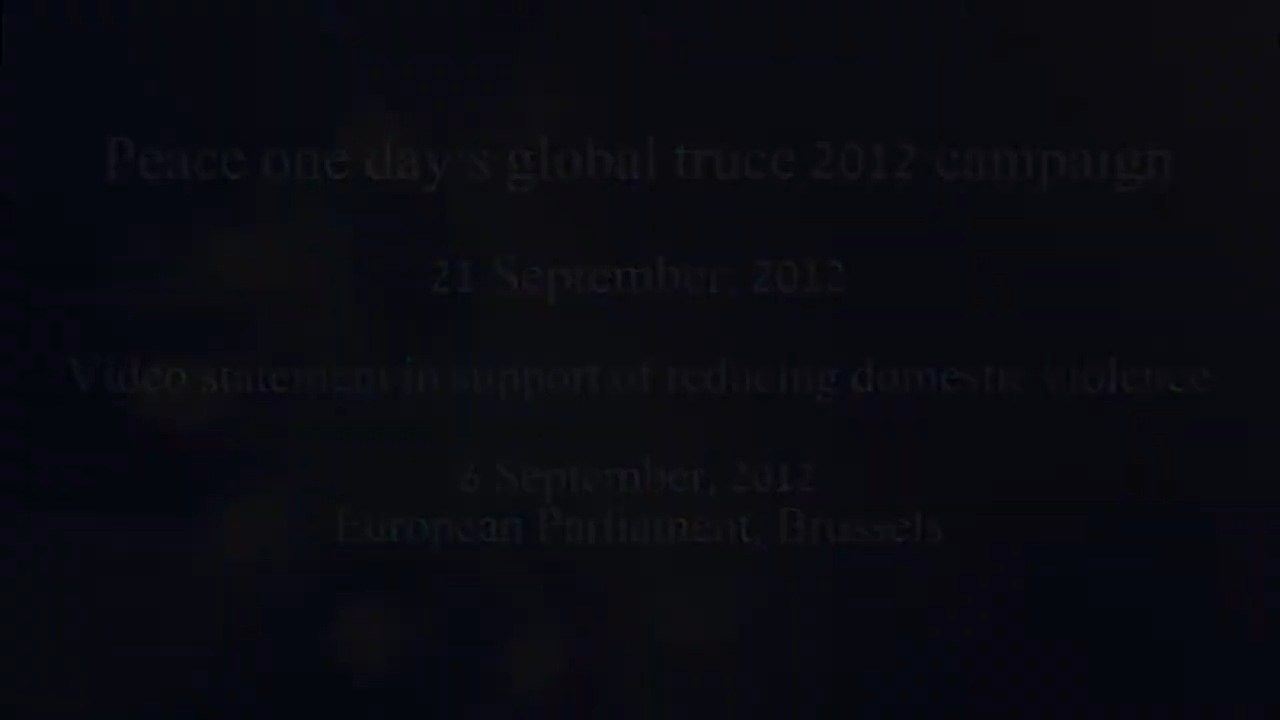 Peace one day's global truce 2012 campaign
21 September, 2012
Video statement in support of reducing domestic violence
6 September, 2012
European Parliament, Brussels